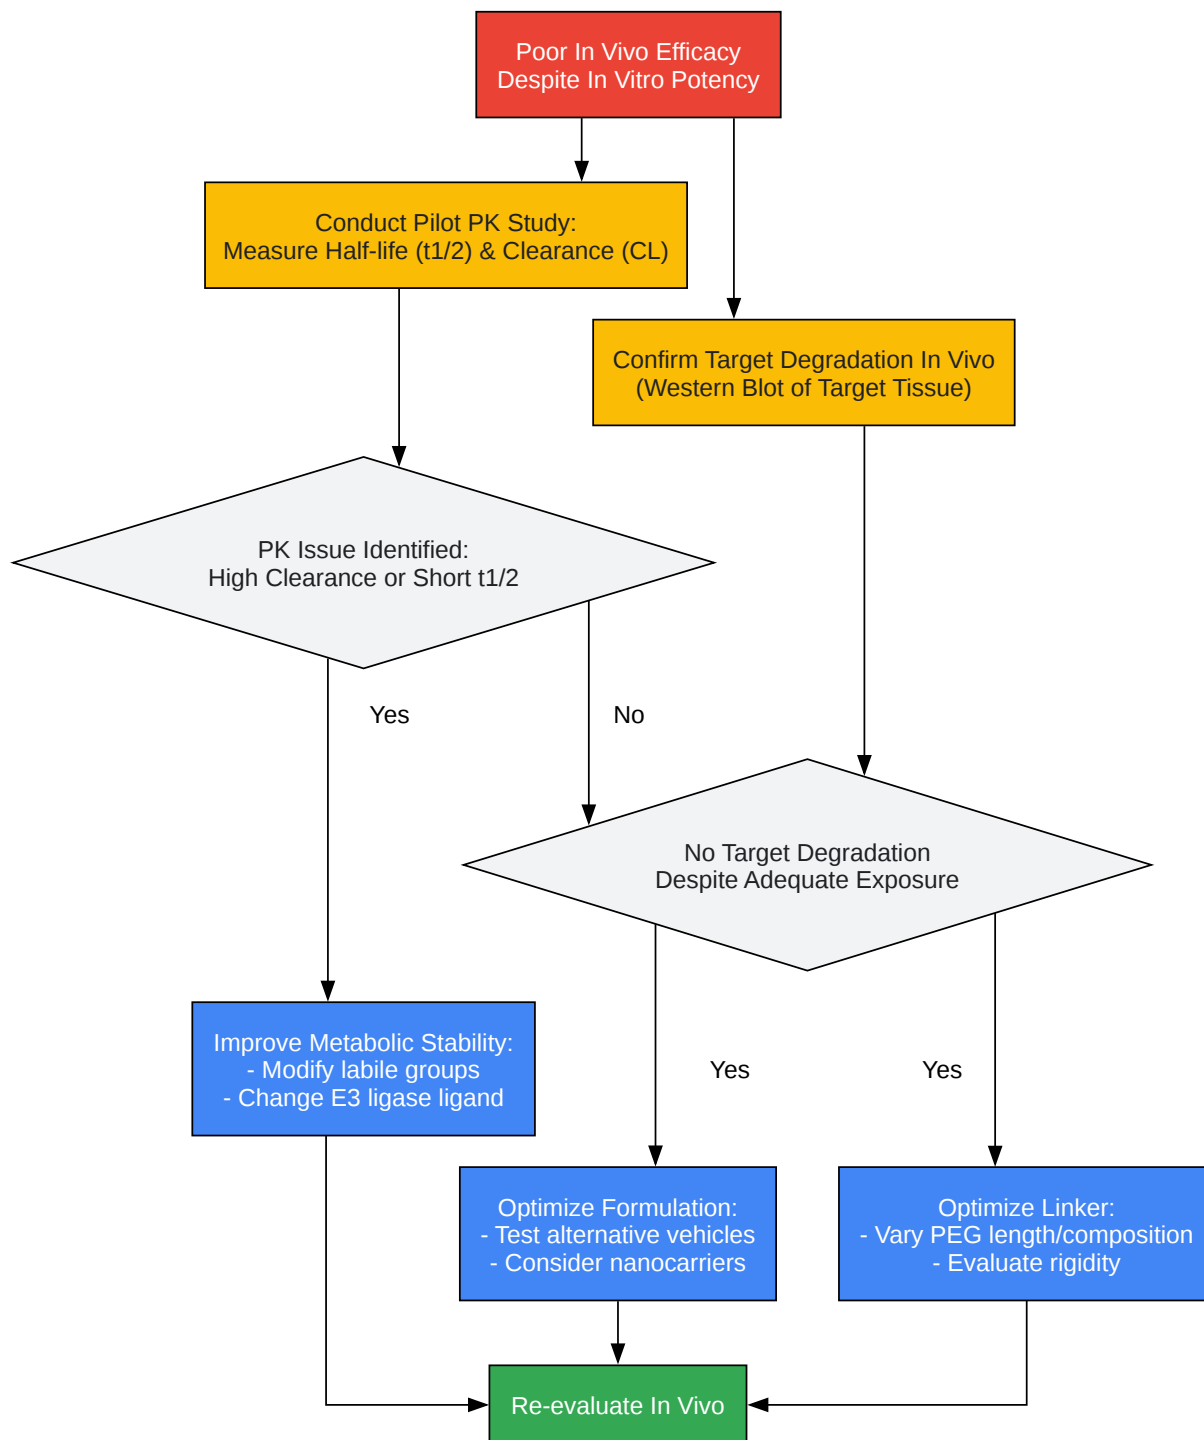 Poor In Vivo Efficacy
Despite In Vitro Potency
Conduct Pilot PK Study:
Measure Half-life (t1/2) & Clearance (CL)
Confirm Target Degradation In Vivo
(Western Blot of Target Tissue)
PK Issue Identified:
High Clearance or Short t1/2
Yes
No
No Target Degradation
Despite Adequate Exposure
Improve Metabolic Stability:
- Modify labile groups
- Change E3 ligase ligand
Yes
Yes
Optimize Formulation:
- Test alternative vehicles
- Consider nanocarriers
Optimize Linker:
- Vary PEG length/composition
- Evaluate rigidity
Re-evaluate In Vivo